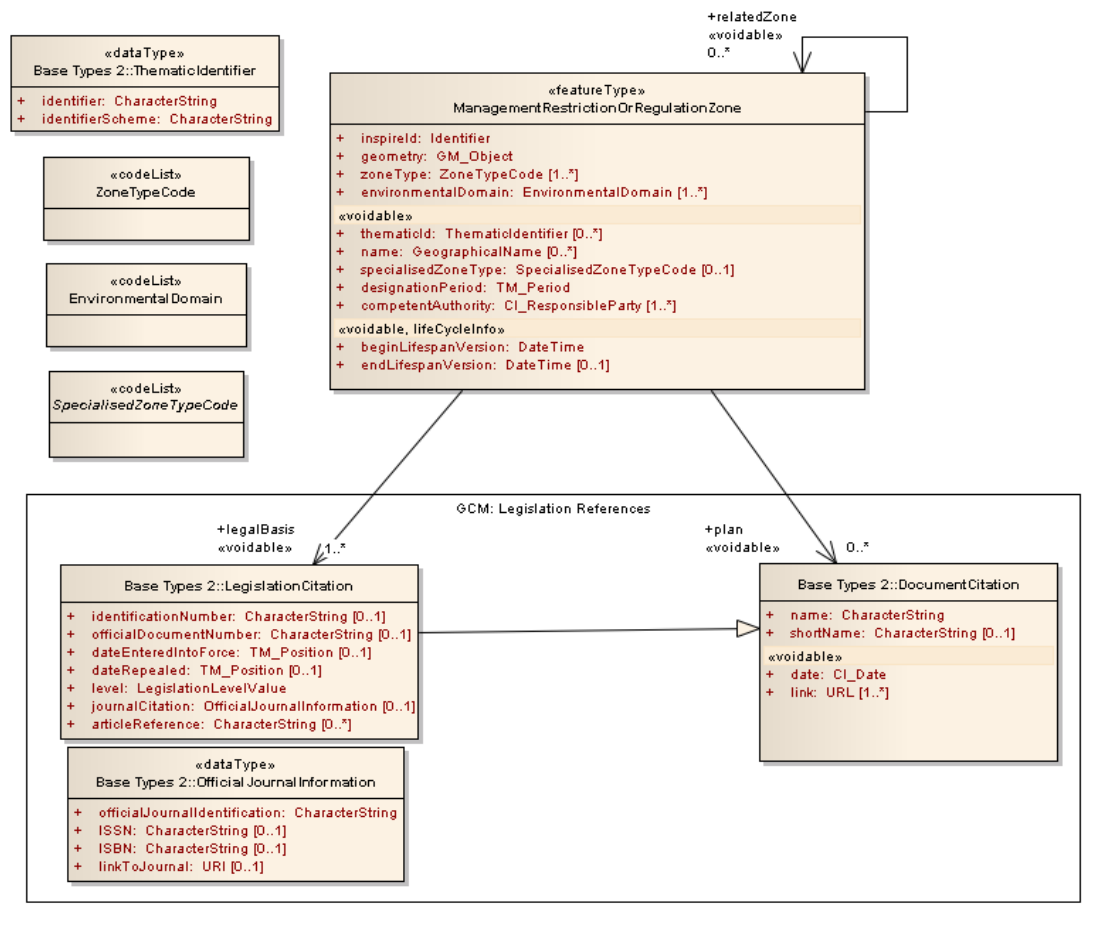 +relatedZone
«voidable»
0..*
«dataType»
Base Types 2::ThematicIdentifier
+ identifier: CharacterString
+ identifierScheme: CharacterString
«codeList»
ZoneTypeCode
«codeList»
EnvironmentalDomain
«codeList»
SpecialisedZoneTypeCode
«featureType»
ManagementRestrictionOrRegulationZone
+ inspireId: Identifier
+ geometry: GM_Object
+ zoneType: ZoneTypeCode [1..*]
+ environmentalDomain: EnvironmentalDomain [1..*]
«voidable»
+ thematicId: ThematicIdentifier [0..*]
+ name: GeographicalName [0..*]
+ specialisedZoneType: SpecialisedZoneTypeCode [0..1]
+ designationPeriod: TM_Period
+ competentAuthority: CI_ResponsibleParty [1..*]
«voidable, lifeCycleInfo»
+ beginLifespanVersion: DateTime
+ endLifespanVersion: DateTime [0..1]
GCM: Legislation References
+legalBasis
«voidable»
1..*
+plan
«voidable»
0..*
Base Types 2::LegislationCitation
+ identificationNumber: CharacterString [0..1]
+ officialDocumentNumber: CharacterString [0..1]
+ dateEnteredIntoForce: TM_Position [0..1]
+ dateRepealed: TM_Position [0..1]
+ level: LegislationLevelValue
+ journalCitation: OfficialJournalInformation [0..1]
+ articleReference: CharacterString [0..*]
Base Types 2::DocumentCitation
+ name: CharacterString
+ shortName: CharacterString [0..1]
«voidable»
+ date: CI_Date
+ link: URL [1..*]
«dataType»
Base Types 2::OfficialJournalInformation
+ officialJournalIdentification: CharacterString
+ ISSN: CharacterString [0..1]
+ ISBN: CharacterString [0..1]
+ linkToJournal: URI [0..1]